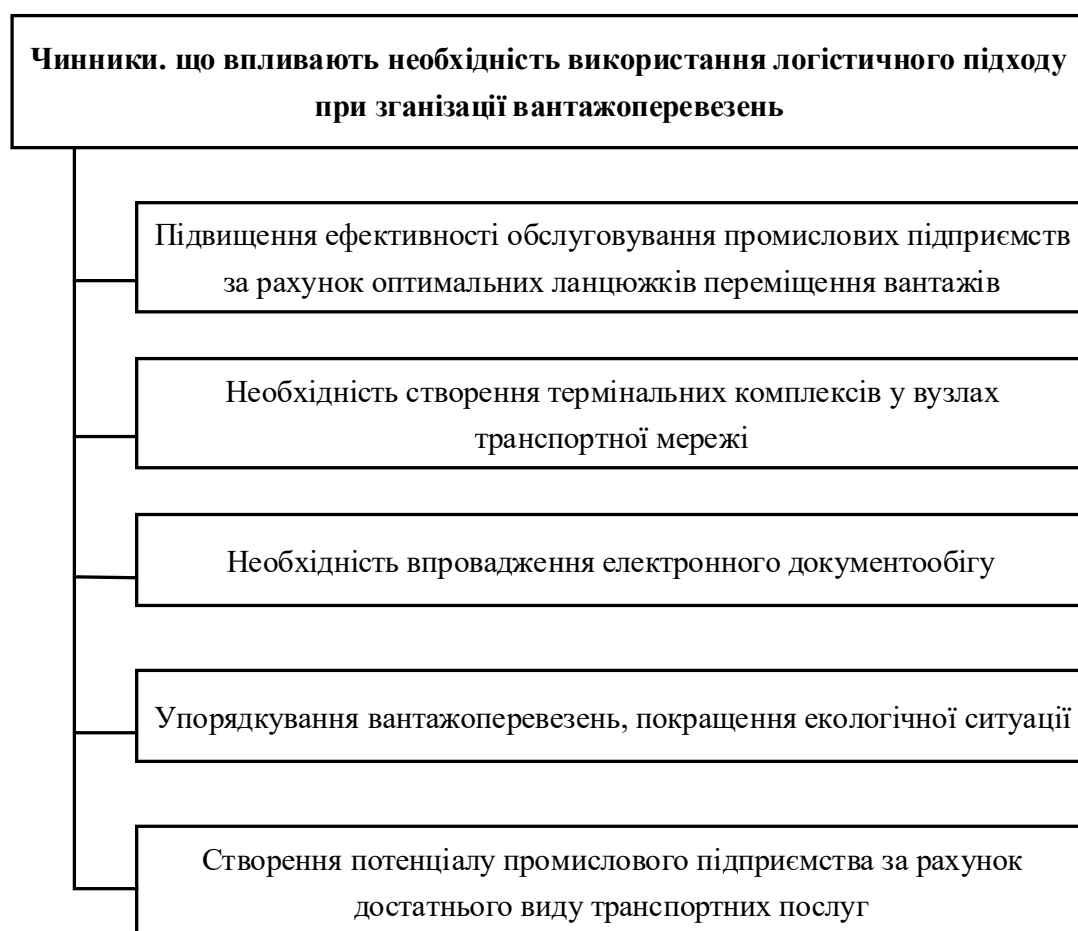 Чинники. що впливають необхідність використання логістичного підходу
при зганізації вантажоперевезень
Підвищення ефективності обслуговування промислових підприємств
за рахунок оптимальних ланцюжків переміщення вантажів
Необхідність створення термінальних комплексів у вузлах
транспортної мережі
Необхідність впровадження електронного документообігу
Упорядкування вантажоперевезень, покращення екологічної ситуації
Створення потенціалу промислового підприємства за рахунок
достатнього виду транспортних послуг